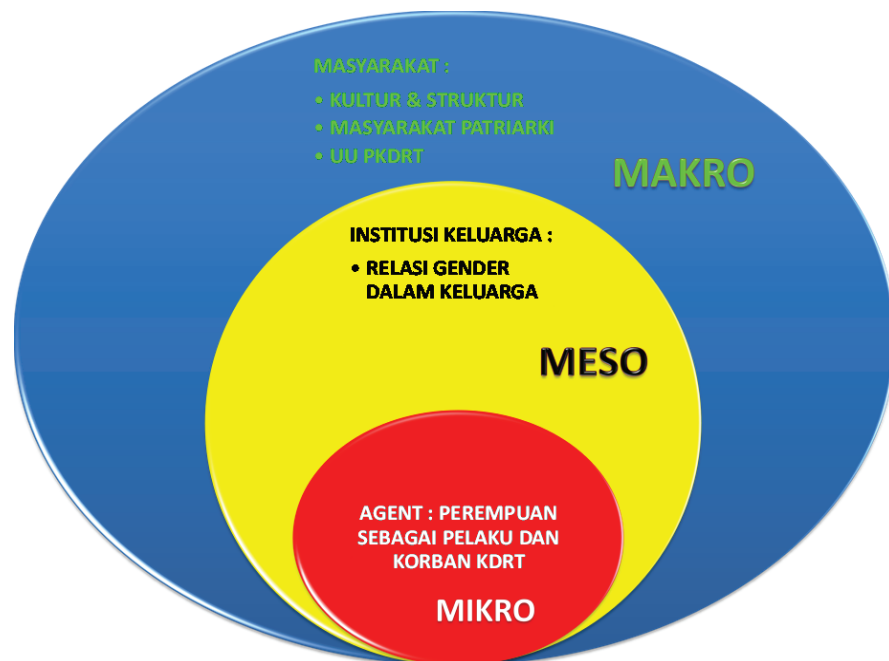 MASYARAKAT :
• KULTUR & STRUKTUR
• MASYARAKAT PATRIARKI
• UU PKDRT
MAKRO
INSTITUSI KELUARGA :
• RELASI GENDER
DALAM KELUARGA
MESO
AGENT : PEREMPUAN
SEBAGAI PELAKU DAN
KORBAN KDRT
MIKRO